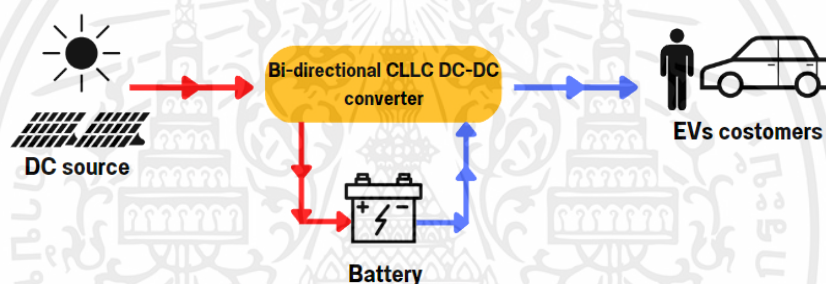 Bi-directional CLLC DC-DC
converter
DC source
EVs costomers
Battery